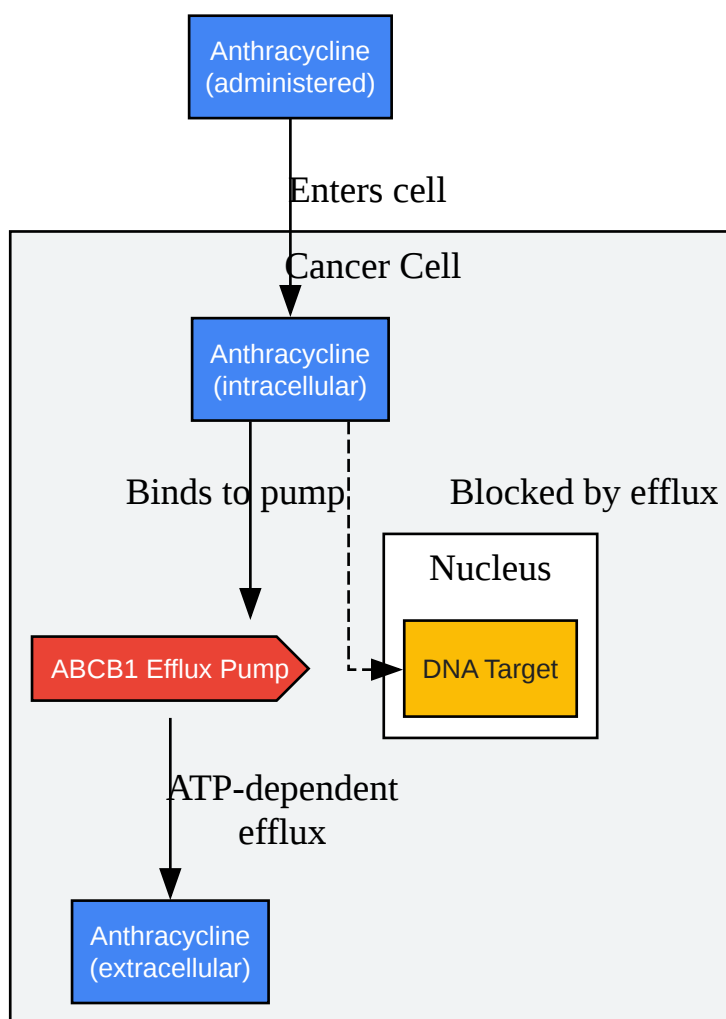 Anthracycline
(administered)
Enters cell
Cancer Cell
Anthracycline
(intracellular)
Binds to pump
Blocked by efflux
Nucleus
ABCB1 Efflux Pump
DNA Target
ATP-dependent
efflux
Anthracycline
(extracellular)